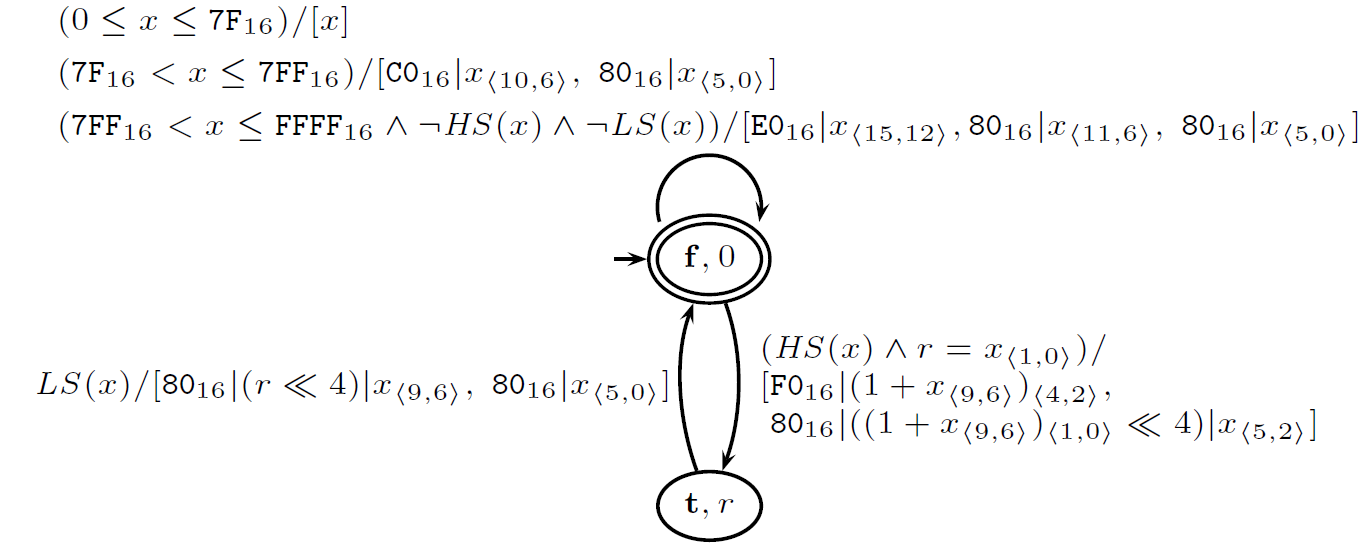 (0 ≤ x ≤ 7F₁₆)/[x]
(7F₁₆ < x ≤ 7FF₁₆)/[C0₁₆|x⟨10,6⟩, 80₁₆|x⟨5,0⟩]
(7FF₁₆ < x ≤ FFFF₁₆ ∧ ¬HS(x) ∧ ¬LS(x))/[E0₁₆|x⟨15,12⟩, 80₁₆|x⟨11,6⟩, 80₁₆|x⟨5,0⟩]
f, 0
(HS(x) ∧ r = x⟨1,0⟩)/
LS(x)/[80₁₆|(r ≪ 4)|x⟨9,6⟩, 80₁₆|x⟨5,0⟩]
[F0₁₆|(1 + x⟨9,6⟩)⟨4,2⟩,
80₁₆|((1 + x⟨9,6⟩)⟨1,0⟩ ≪ 4)|x⟨5,2⟩]
t, r